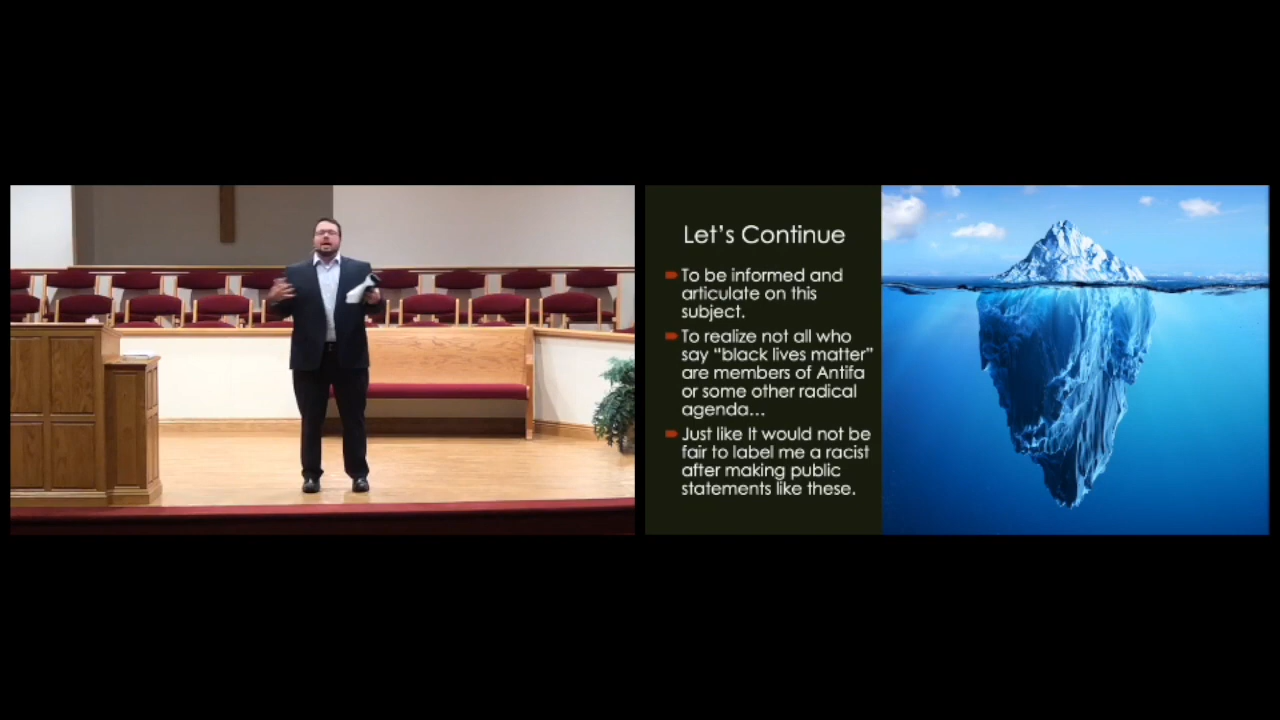 Let's Continue
To be informed and
articulate on this
subject.
To realize not all who
say “black lives matter”
are members of Antifa
or some other radical
agenda...
Just like It would not be
fair to label me a racist
after making public
statements like these.